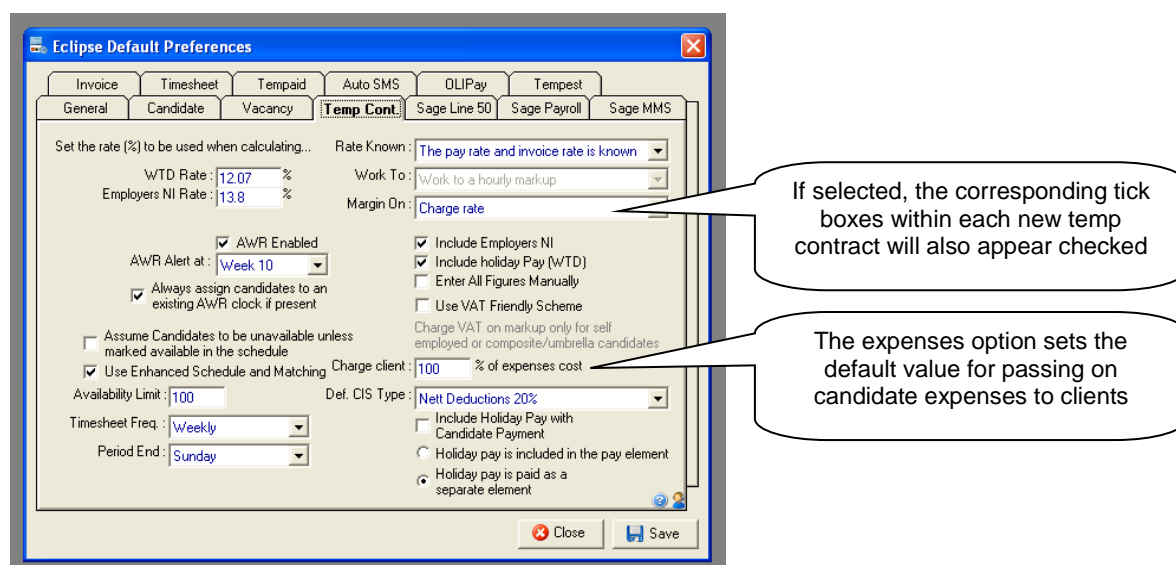 Eclipse Default Preferences
Invoice Timesheet Tempaid Auto SMS OLIPay Tempest
General Candidate Vacancy Temp Cont. Sage Line 50 Sage Payroll Sage MMS
Set the rate (%) to be used when calculating...
WTD Rate : 12.07 %
Employers NI Rate : 13.8 %
AWR Enabled
AWR Alert at : Week 10
Always assign candidates to an
existing AWR clock if present
Assume Candidates to be unavailable unless
marked available in the schedule
Use Enhanced Schedule and Matching
Availability Limit : 100
Timesheet Freq. : Weekly
Period End : Sunday
Rate Known : The pay rate and invoice rate is known
Work To : Work to a hourly markup
Margin On : Charge rate
Include Employers NI
Include holiday Pay (WTD)
Enter All Figures Manually
Use VAT Friendly Scheme
Charge VAT on markup only for self
employed or composite/umbrella candidates
Charge client : 100 % of expenses cost
Def. CIS Type : Nett Deductions 20%
Include Holiday Pay with
Candidate Payment
Holiday pay is included in the pay element
Holiday pay is paid as a
separate element
Close Save
If selected, the corresponding tick
boxes within each new temp
contract will also appear checked
The expenses option sets the
default value for passing on
candidate expenses to clients